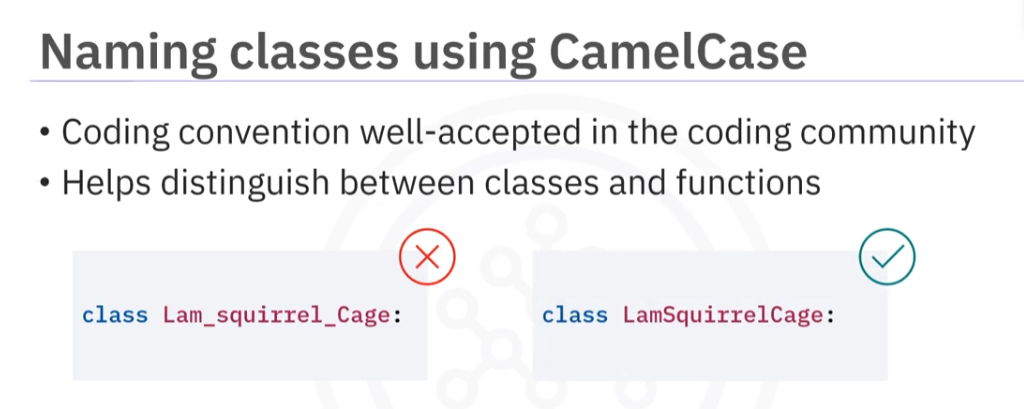 Naming classes using CamelCase
• Coding convention well-accepted in the coding community
• Helps distinguish between classes and functions
class Lam_squirrel_Cage:
class LamSquirrelCage: